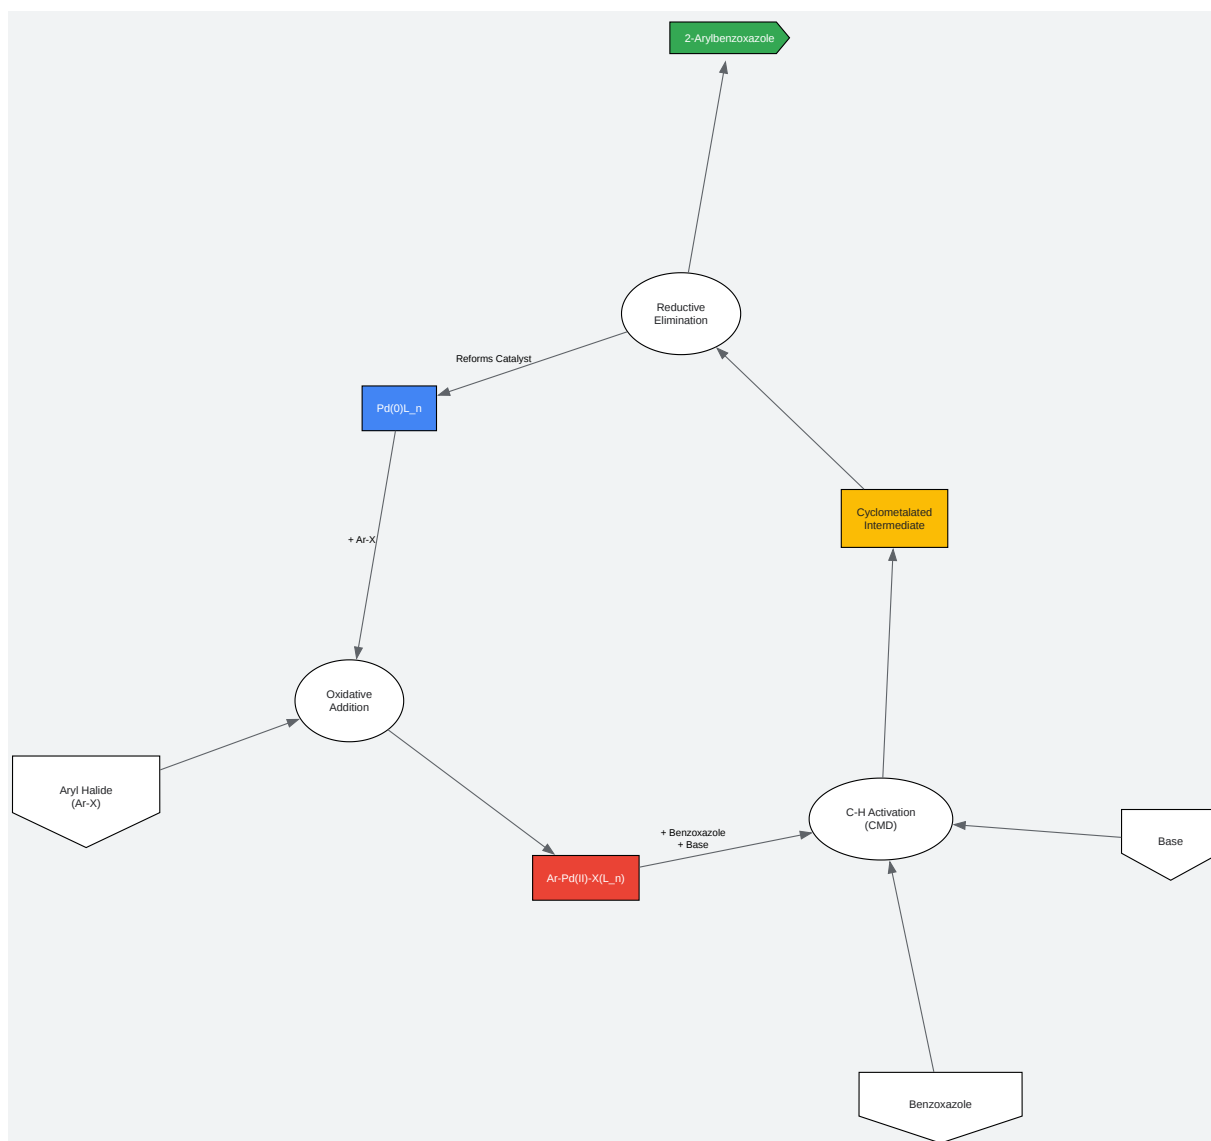 2-Arylbenzoxazole
Reductive
Elimination
Reforms Catalyst
Pd(0)L_n
Cyclometalated
Intermediate
+ Ar-X
Oxidative
Addition
Aryl Halide
(Ar-X)
C-H Activation
(CMD)
+ Benzoxazole
+ Base
Base
Ar-Pd(II)-X(L_n)
Benzoxazole